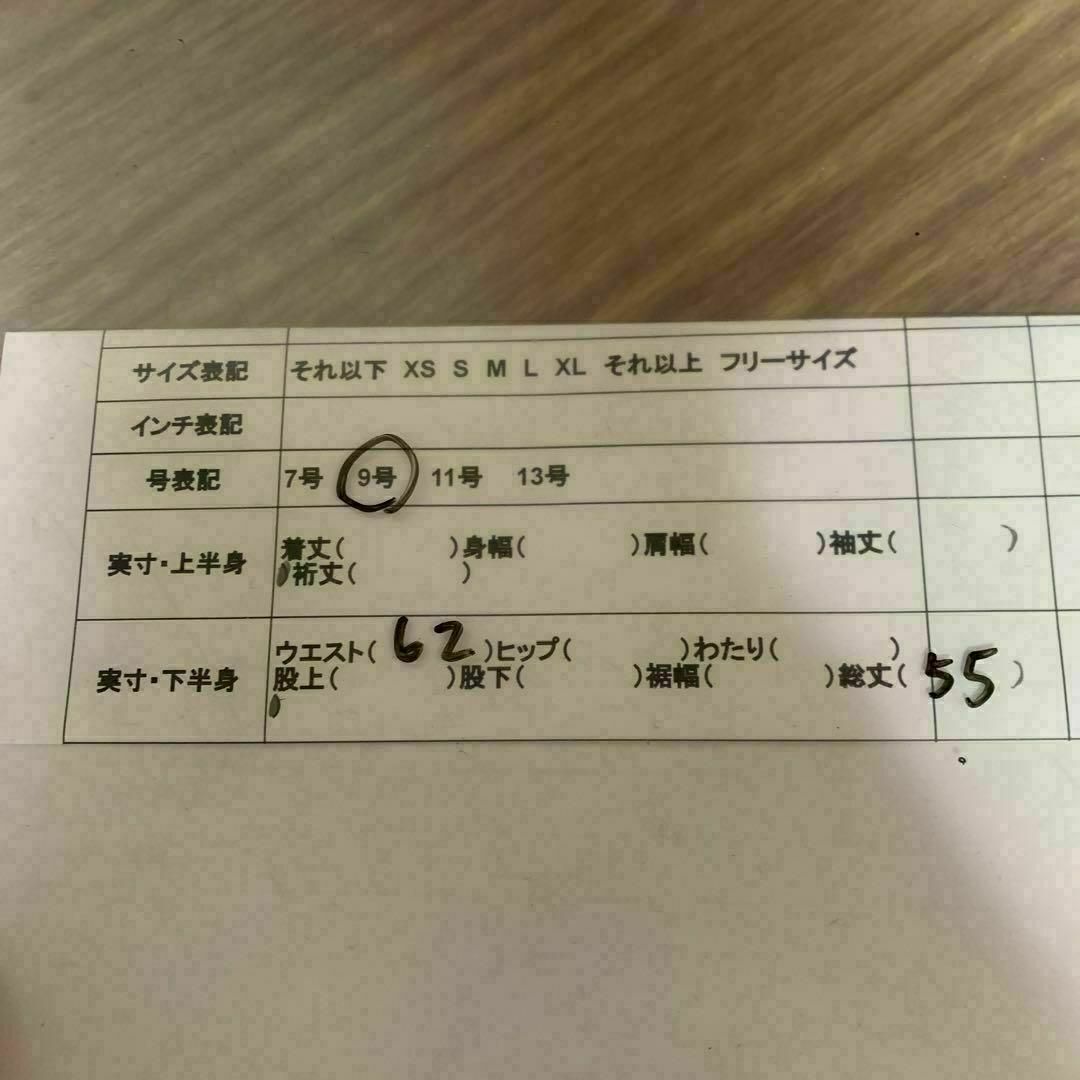 サイズ表記 それ以下 XS S M L XL それ以上 フリーサイズ
インチ表記
号表記 7号 9号 11号 13号
実寸・上半身 着丈( )身幅( )肩幅( )袖丈( )
裄丈( )
実寸・下半身 ウエスト( 62 )ヒップ( )わたり( )
股上( )股下( )裾幅( )総丈( 55 )